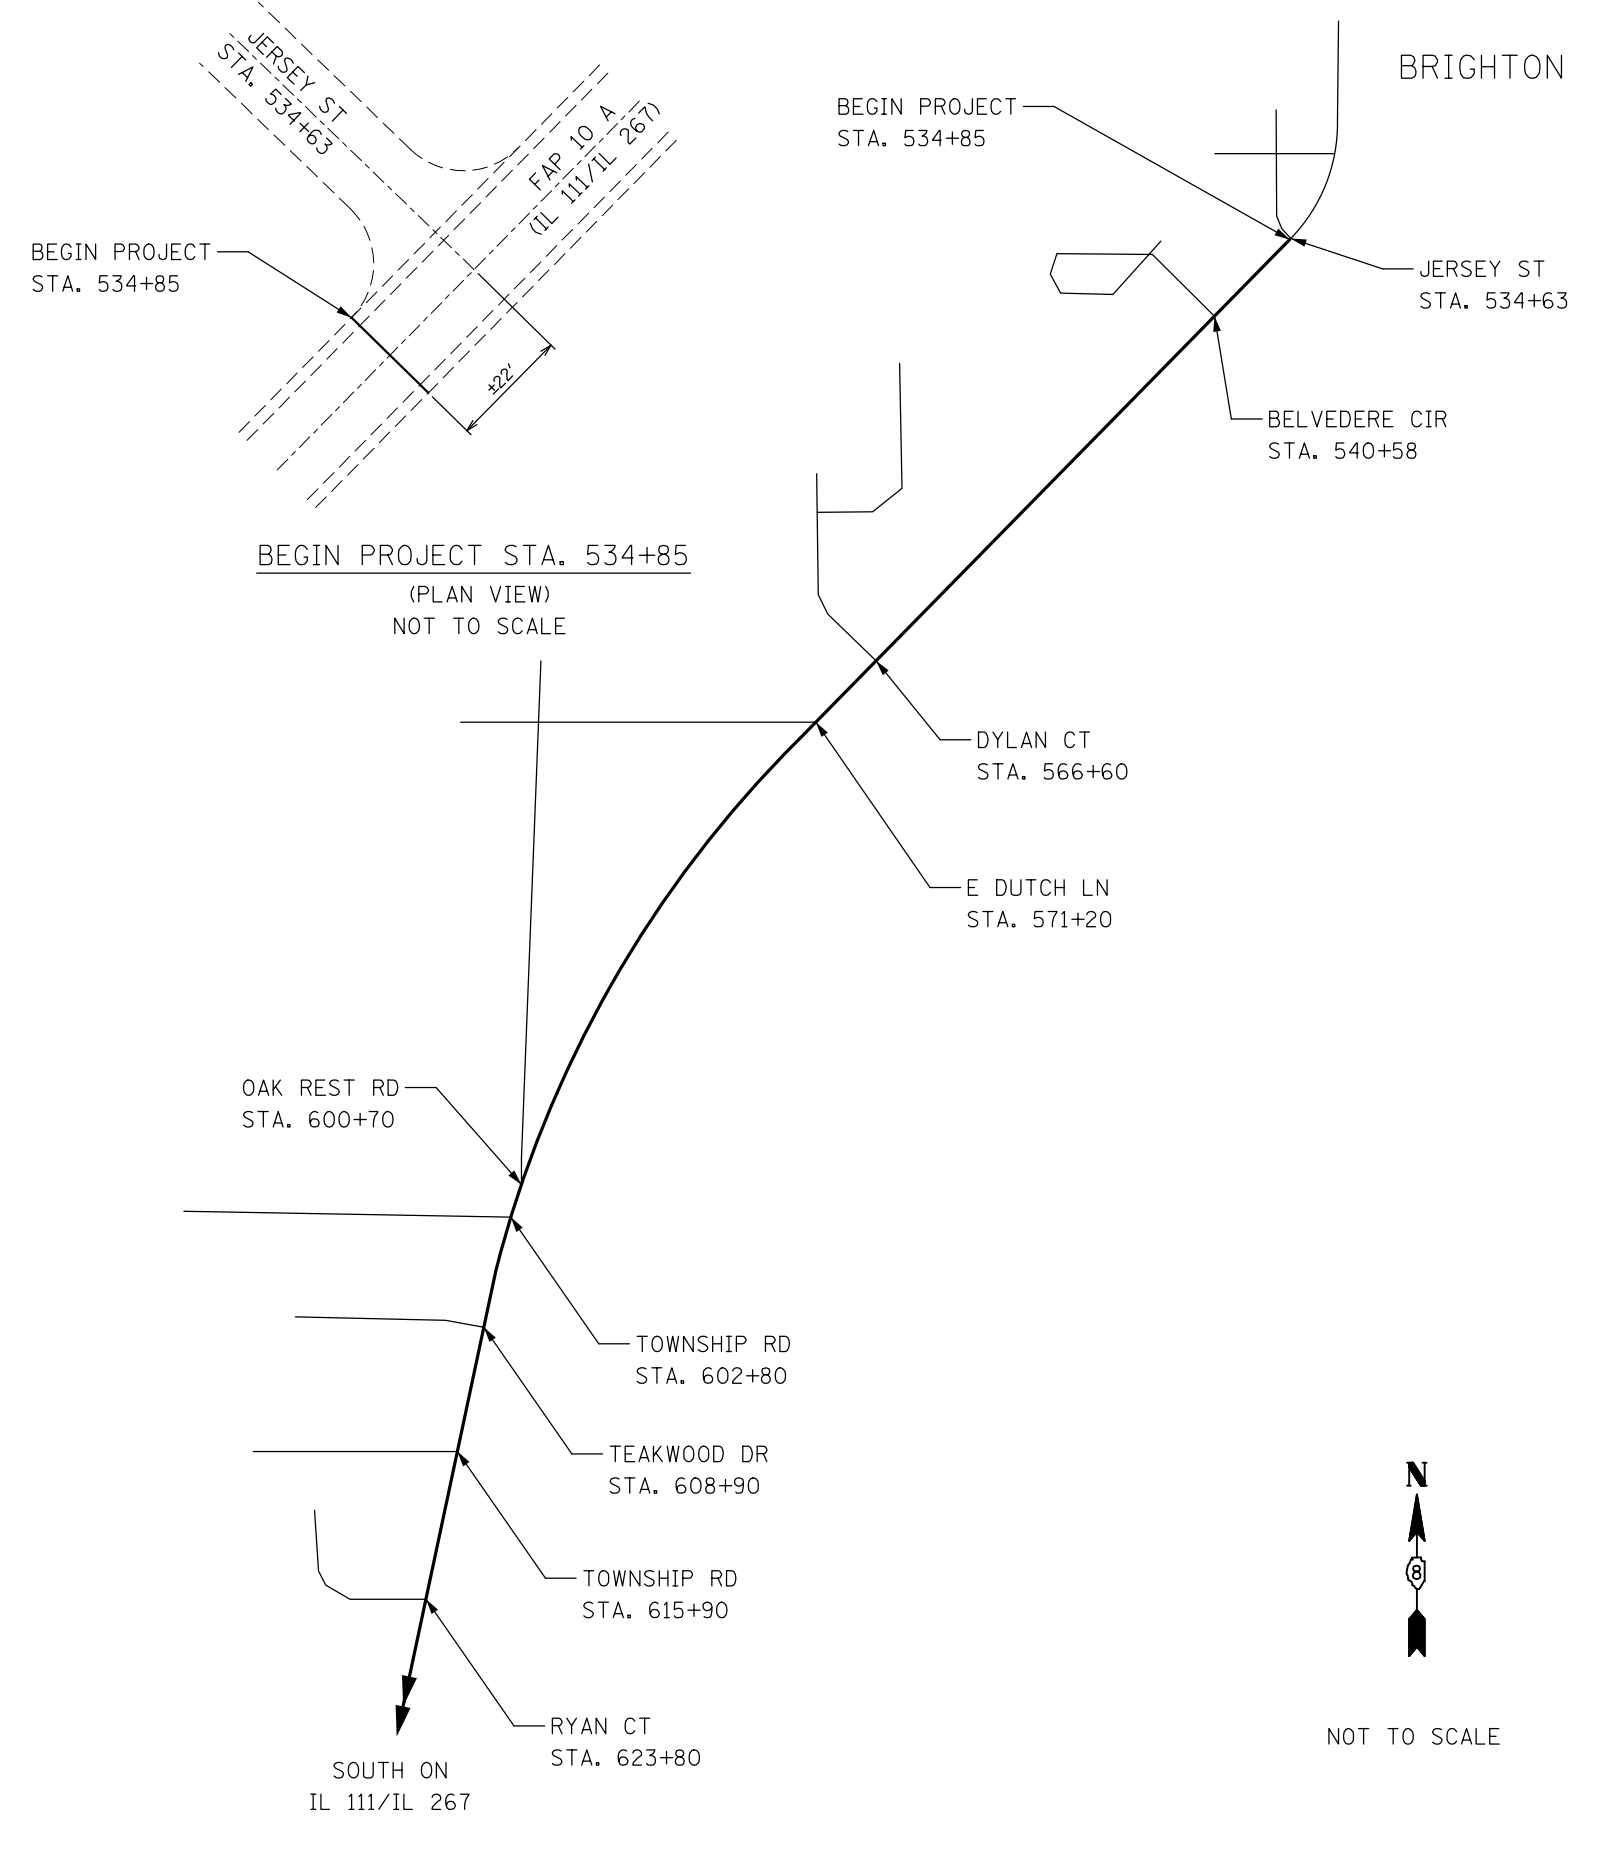 BRIGHTON
JERSEY ST
STA. 534+63
FAP 10 A
(IL 111/IL 267)
BEGIN PROJECT
STA. 534+85
±22'
BEGIN PROJECT STA. 534+85
(PLAN VIEW)
NOT TO SCALE
BEGIN PROJECT
STA. 534+85
JERSEY ST
STA. 534+63
BELVEDERE CIR
STA. 540+58
DYLAN CT
STA. 566+60
E DUTCH LN
STA. 571+20
OAK REST RD
STA. 600+70
TOWNSHIP RD
STA. 602+80
TEAKWOOD DR
STA. 608+90
TOWNSHIP RD
STA. 615+90
RYAN CT
STA. 623+80
SOUTH ON
IL 111/IL 267
N
8
NOT TO SCALE